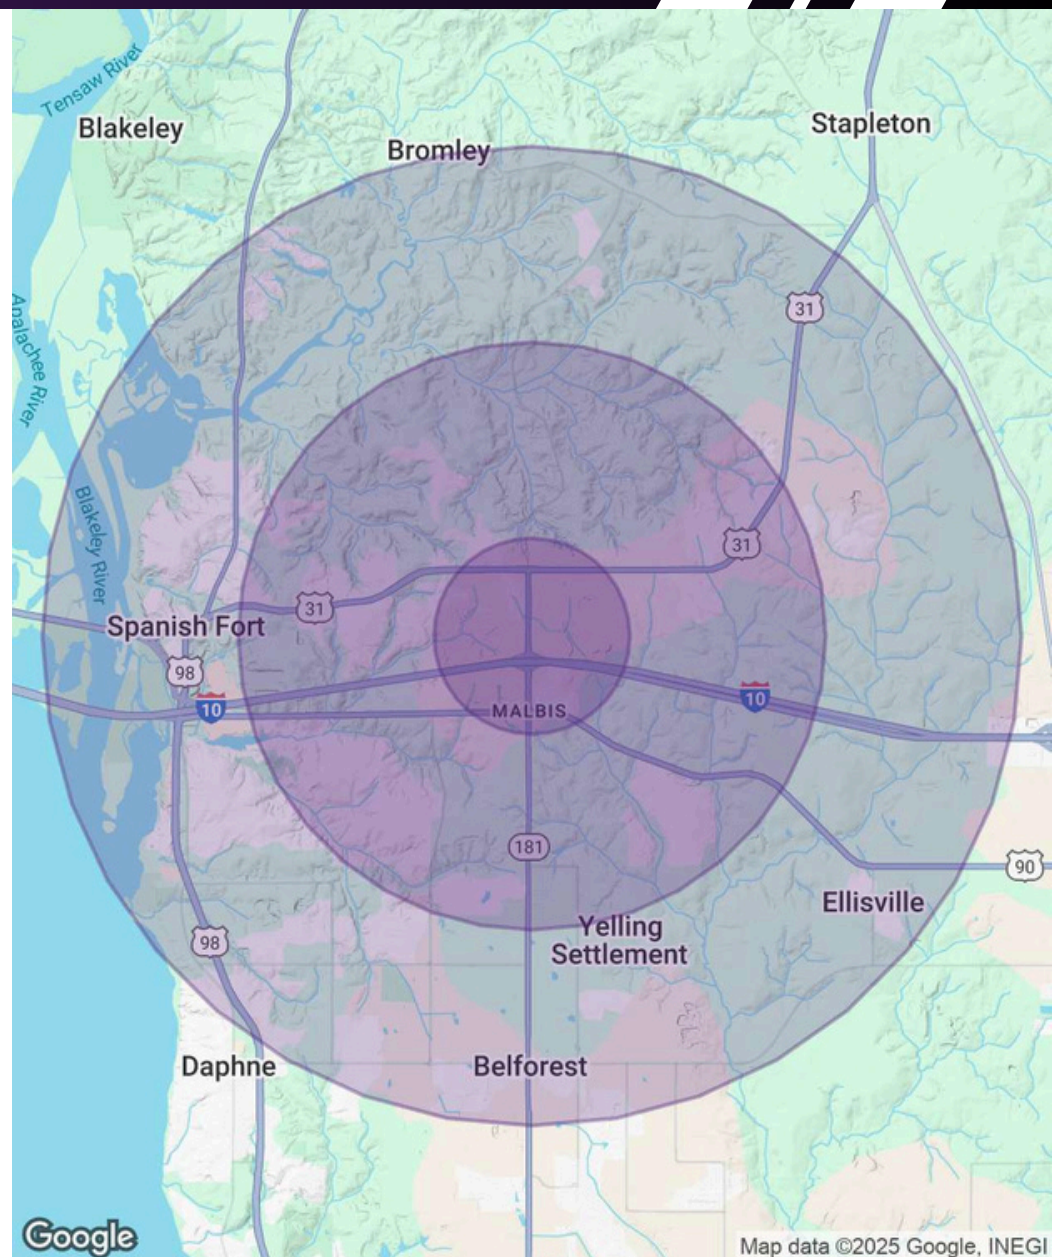 Tensaw River
Blakeley
Stapleton
Bromley
31
Apalachee River
Blakeley River
31
31
Spanish Fort
98
10
10
MALBIS
181
90
Ellisville
Yelling
Settlement
98
Daphne
Belforest
Google
Map data ©2025 Google, INEGI